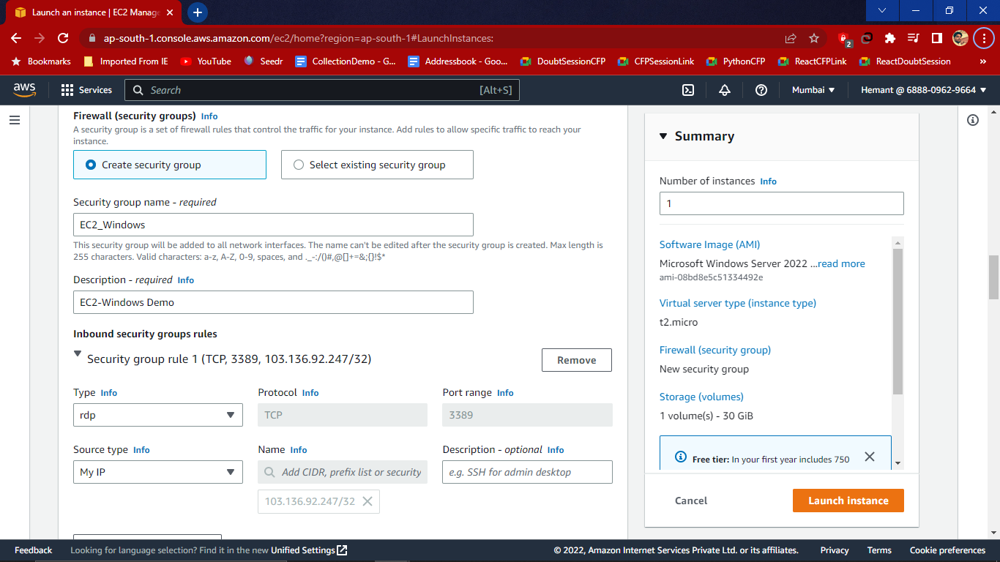 Launch an instance | EC2 Manage
ap-south-1.console.aws.amazon.com/ec2/home?region=ap-south-1#LaunchInstances:
2
Bookmarks
Imported From IE
YouTube
Seedr
CollectionDemo - G...
Addressbook - Goo...
DoubtSessionCFP
CFPSessionLink
PythonCFP
ReactCFPLink
ReactDoubtSession
»
aws
Services
Search
[Alt+S]
Mumbai
Hemant @ 6888-0962-9664
Firewall (security groups) Info
A security group is a set of firewall rules that control the traffic for your instance. Add rules to allow specific traffic to reach your
instance.
Create security group
Select existing security group
Security group name - required
EC2_Windows
This security group will be added to all network interfaces. The name can't be edited after the security group is created. Max length is
255 characters. Valid characters: a-z, A-Z, 0-9, spaces, and ._-:/()#,@[]+=&;{}!$*
Description - required Info
EC2-Windows Demo
Inbound security groups rules
Security group rule 1 (TCP, 3389, 103.136.92.247/32)
Remove
Type Info
Protocol Info
Port range Info
rdp
TCP
3389
Source type Info
Name Info
Description - optional Info
My IP
Add CIDR, prefix list or security
e.g. SSH for admin desktop
103.136.92.247/32
Summary
Number of instances Info
1
Software Image (AMI)
Microsoft Windows Server 2022 ...read more
ami-08bd8e5c51334492e
Virtual server type (instance type)
t2.micro
Firewall (security group)
New security group
Storage (volumes)
1 volume(s) - 30 GiB
Free tier: In your first year includes 750
Cancel
Launch instance
Feedback
Looking for language selection? Find it in the new Unified Settings
© 2022, Amazon Internet Services Private Ltd. or its affiliates.
Privacy
Terms
Cookie preferences